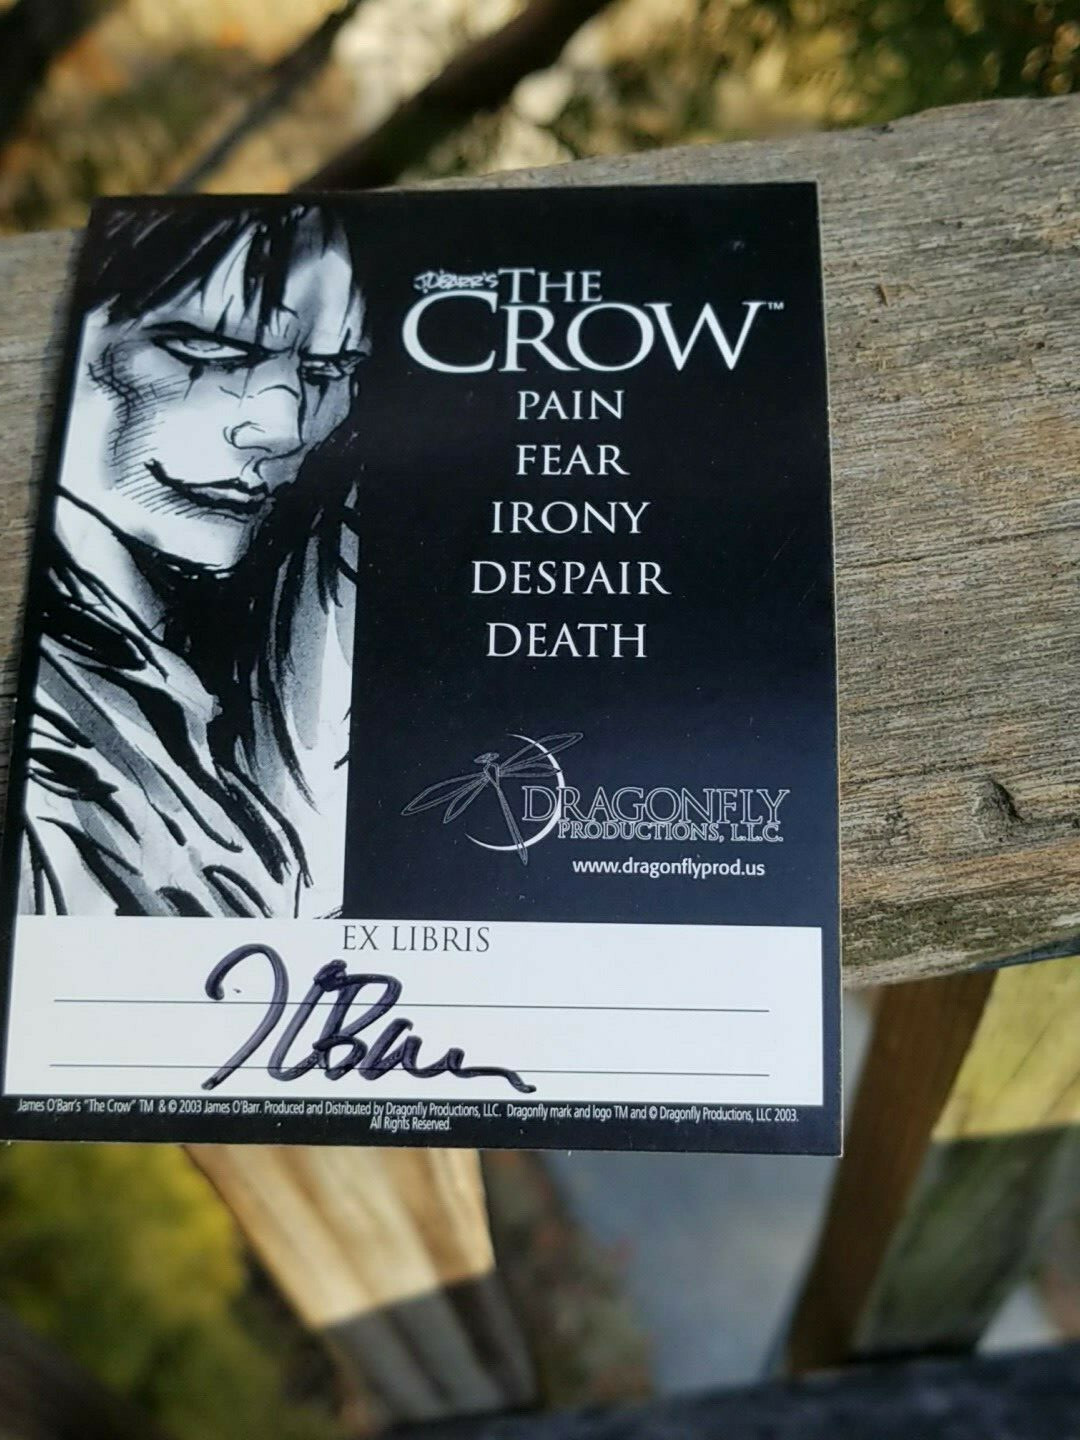 J.O'BARR'S THE
CROW™
PAIN
FEAR
IRONY
DESPAIR
DEATH
DRAGONFLY
PRODUCTIONS, L.L.C.
www.dragonflyprod.us
EX LIBRIS
J O'Barr
James O'Barr's "The Crow" TM & © 2003 James O'Barr. Produced and Distributed by Dragonfly Productions, LLC. Dragonfly mark and logo TM and © Dragonfly Productions, LLC 2003.
All Rights Reserved.